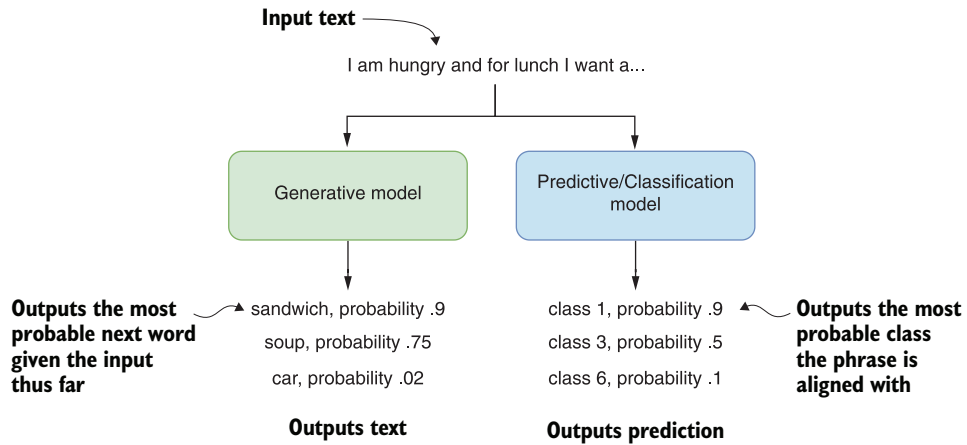 Input text
I am hungry and for lunch I want a...
Generative model
Predictive/Classification
model
Outputs the most
probable next word
given the input
thus far
sandwich, probability .9
soup, probability .75
car, probability .02
Outputs text
class 1, probability .9
class 3, probability .5
class 6, probability .1
Outputs prediction
Outputs the most
probable class
the phrase is
aligned with